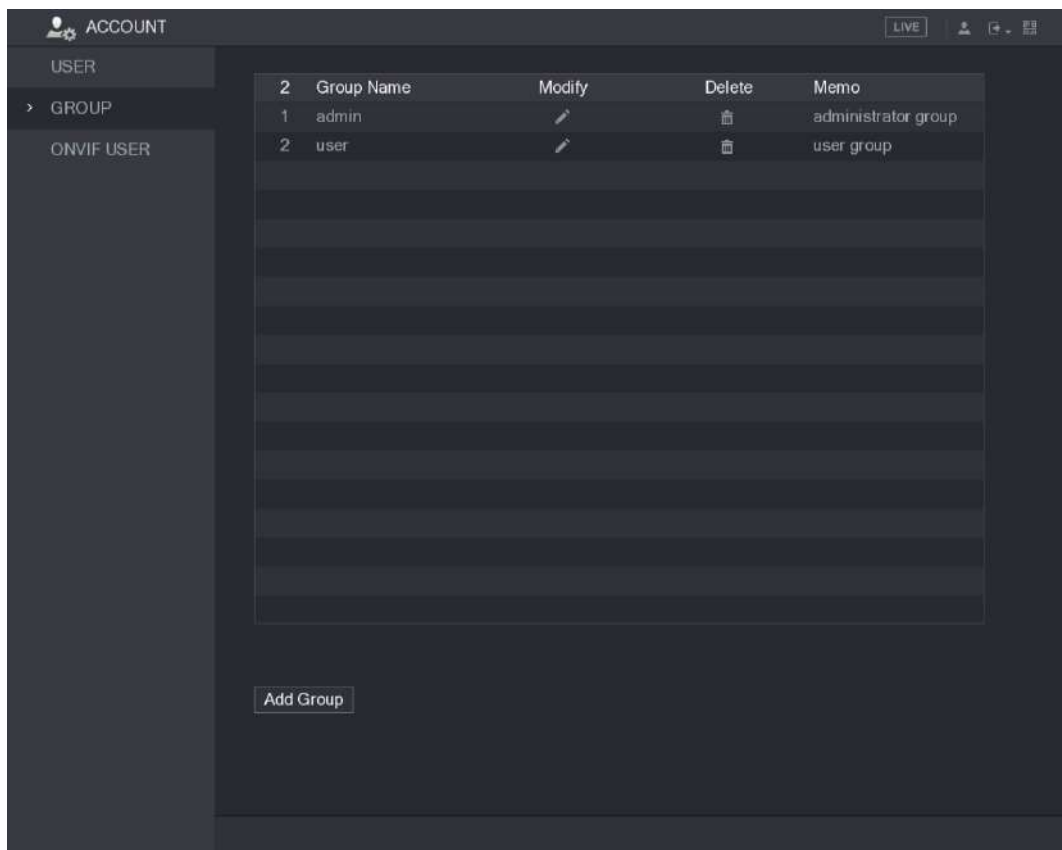 ACCOUNT LIVE
USER
GROUP
ONVIF USER
2 Group Name Modify Delete Memo
1 admin administrator group
2 user user group
Add Group